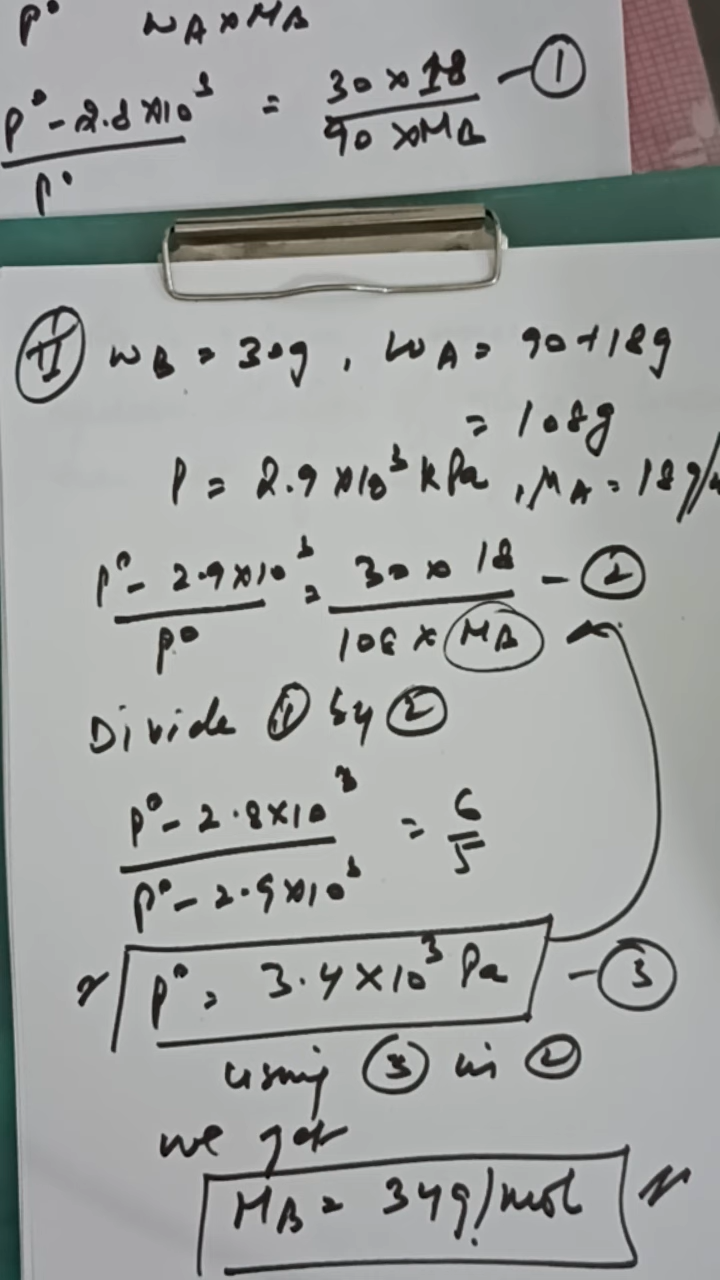 P° WA×MB
P°-2.8×10³ / P° = 30×18 / 90×MB -①
Ⅱ WB = 30g, WA = 90+18g
= 108g
P = 2.9×10³ kPa, MA = 18g/
P°-2.9×10³ / P° = 30×18 / 108×MB -②
Divide ① by ②
P°-2.8×10³ / P°-2.9×10³ = 6/5
P° = 3.4×10³ Pa -③
using ③ in ②
we get
MB = 34g/mol